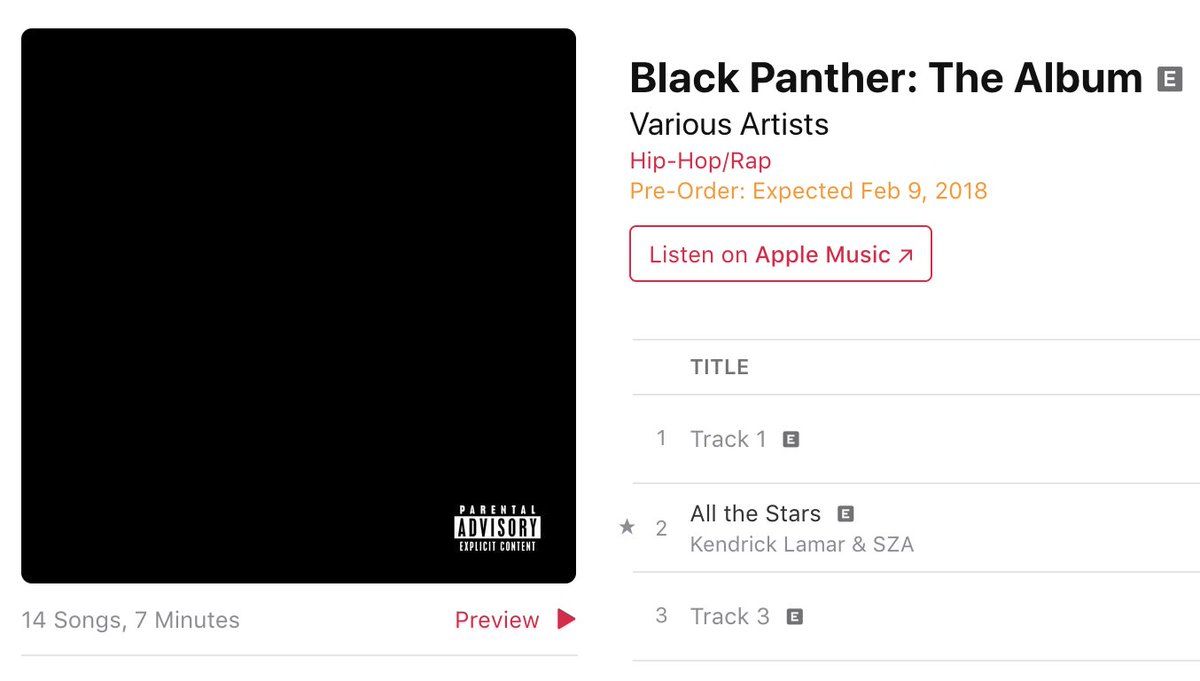 PARENTAL
ADVISORY
EXPLICIT CONTENT
14 Songs, 7 Minutes
Preview
Black Panther: The Album E
Various Artists
Hip-Hop/Rap
Pre-Order: Expected Feb 9, 2018
Listen on Apple Music ↗
TITLE
1 Track 1 E
★ 2 All the Stars E
Kendrick Lamar & SZA
3 Track 3 E